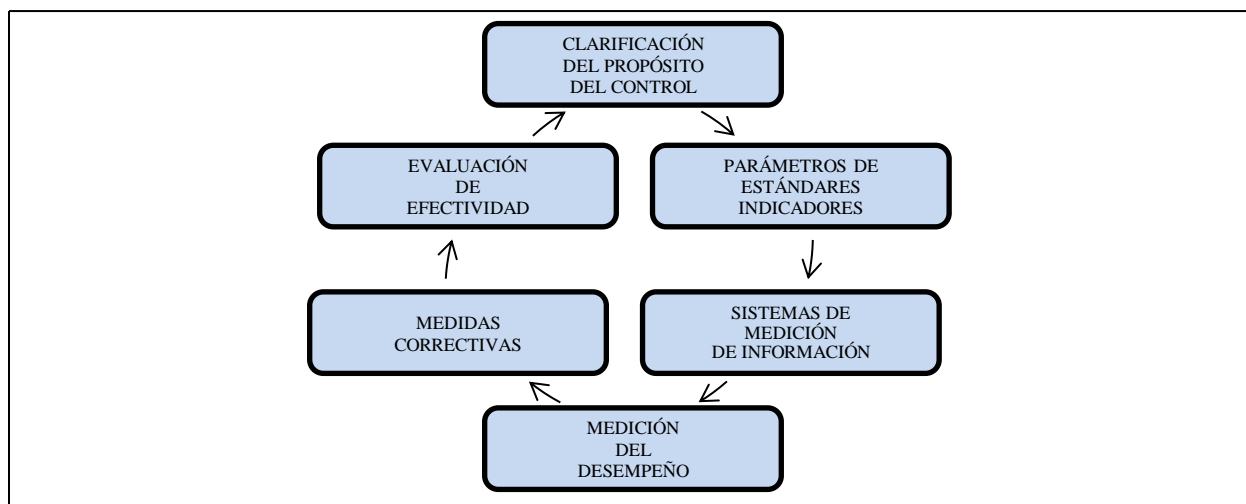 CLARIFICACIÓN
DEL PROPÓSITO
DEL CONTROL
PARÁMETROS DE
ESTÁNDARES
INDICADORES
SISTEMAS DE
MEDICIÓN
DE INFORMACIÓN
MEDICIÓN
DEL
DESEMPEÑO
MEDIDAS
CORRECTIVAS
EVALUACIÓN
DE
EFECTIVIDAD